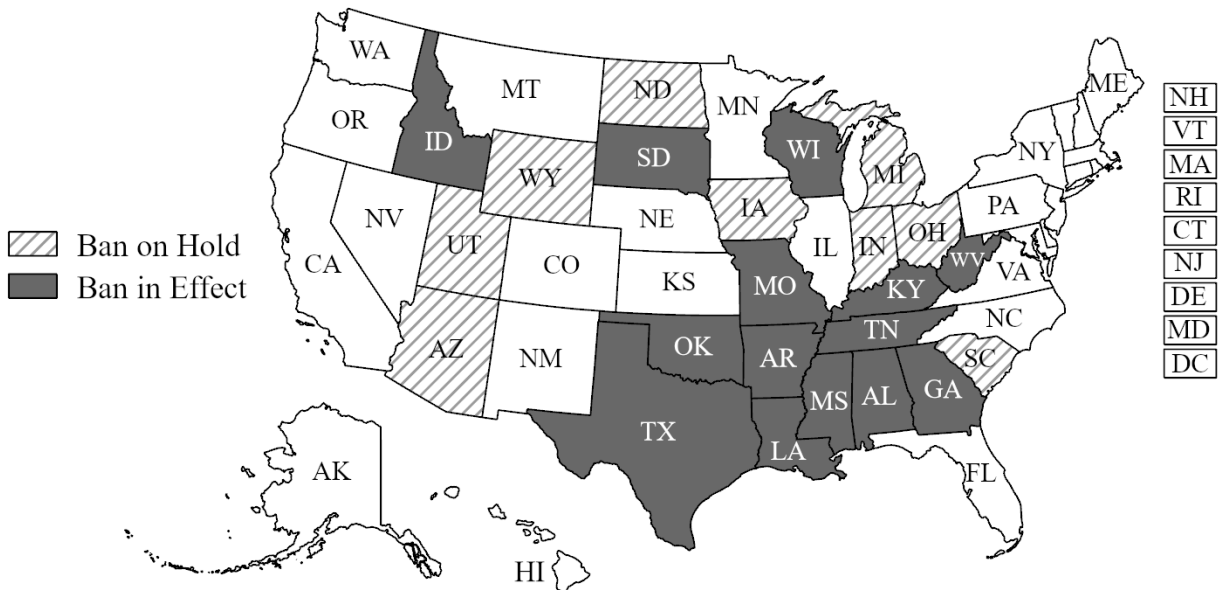 WA
MT
ND
MN
ME
NH
VT
OR
ID
SD
WI
NY
MA
WY
MI
RI
NV
NE
IA
PA
CT
Ban on Hold
UT
IL
IN
OH
WV
NJ
CA
CO
KS
MO
KY
VA
DE
Ban in Effect
TN
NC
MD
AZ
NM
OK
AR
SC
DC
MS
AL
GA
TX
LA
AK
FL
HI